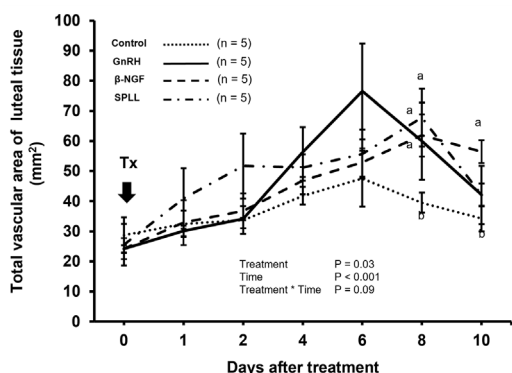 Total vascular area of luteal tissue
(mm²)
100
90
80
70
60
50
40
30
20
10
0
Control (n = 5)
GnRH (n = 5)
β-NGF (n = 5)
SPLL (n = 5)
Tx
a
a
a
a
b
b
Treatment P = 0.03
Time P < 0.001
Treatment * Time P = 0.09
0 1 2 4 6 8 10
Days after treatment